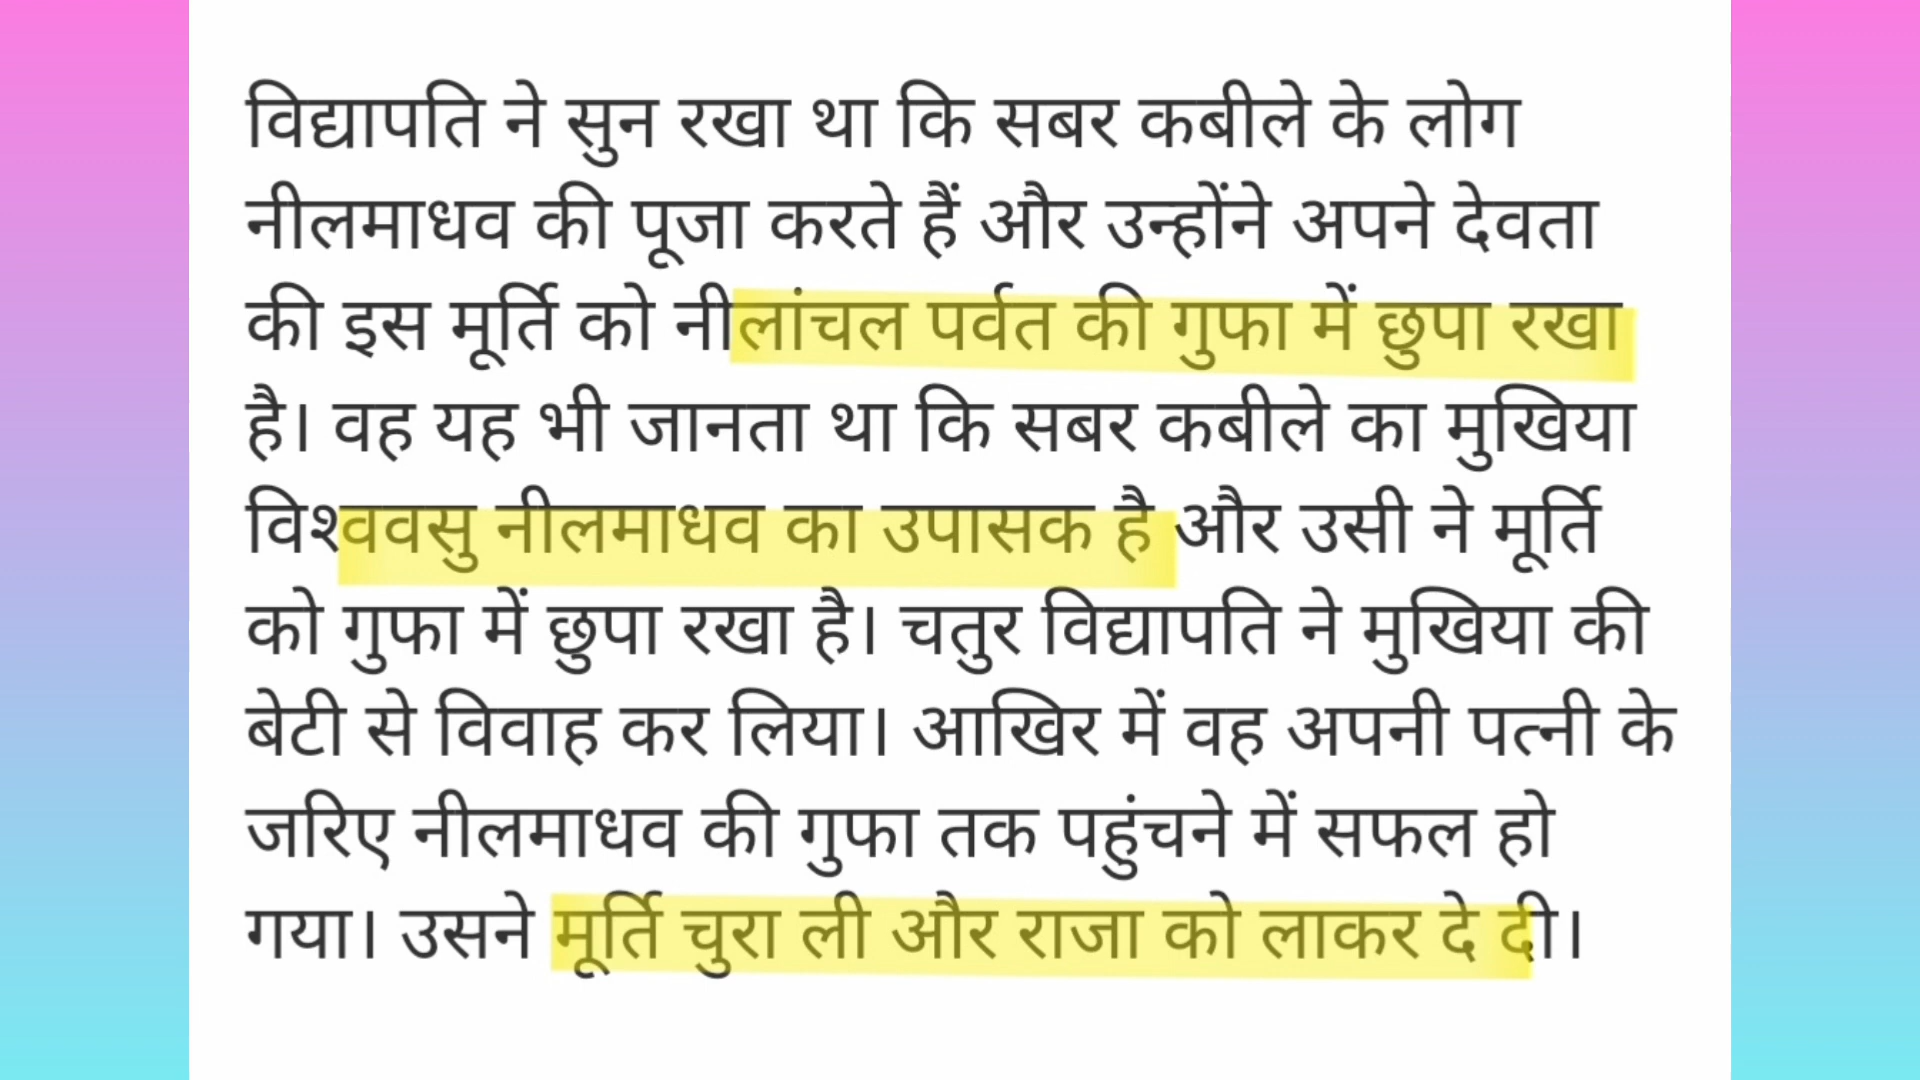 विद्यापति ने सुन रखा था कि सबर कबीले के लोग
नीलमाधव की पूजा करते हैं और उन्होंने अपने देवता
की इस मूर्ति को नीलांचल पर्वत की गुफा में छुपा रखा
है। वह यह भी जानता था कि सबर कबीले का मुखिया
विश्ववसु नीलमाधव का उपासक है और उसी ने मूर्ति
को गुफा में छुपा रखा है। चतुर विद्यापति ने मुखिया की
बेटी से विवाह कर लिया। आखिर में वह अपनी पत्नी के
जरिए नीलमाधव की गुफा तक पहुंचने में सफल हो
गया। उसने मूर्ति चुरा ली और राजा को लाकर दे दी।